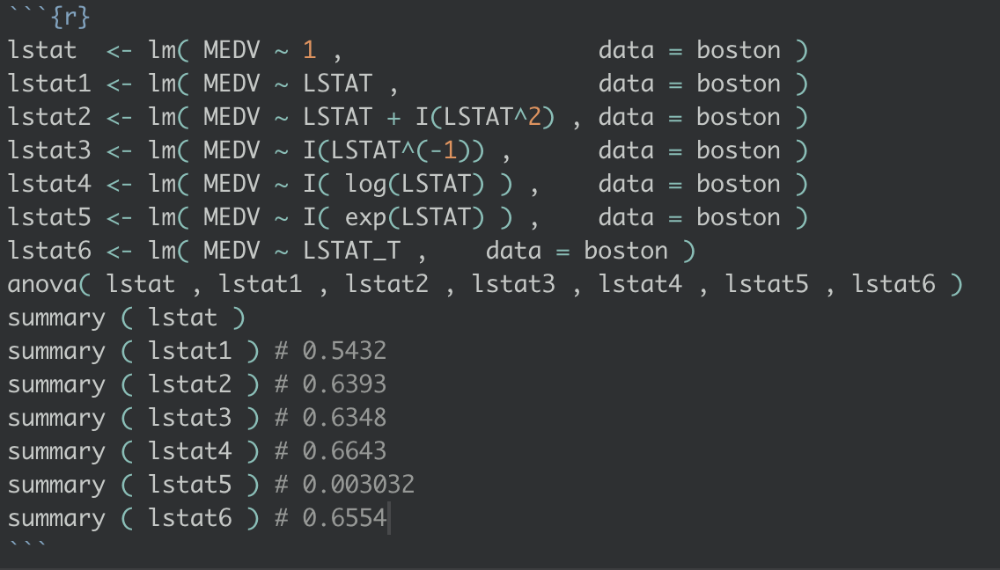 ```{r}
lstat  <- lm( MEDV ~ 1 ,                  data = boston )
lstat1 <- lm( MEDV ~ LSTAT ,              data = boston )
lstat2 <- lm( MEDV ~ LSTAT + I(LSTAT^2) , data = boston )
lstat3 <- lm( MEDV ~ I(LSTAT^(-1)) ,      data = boston )
lstat4 <- lm( MEDV ~ I( log(LSTAT) ) ,    data = boston )
lstat5 <- lm( MEDV ~ I( exp(LSTAT) ) ,    data = boston )
lstat6 <- lm( MEDV ~ LSTAT_T ,    data = boston )
anova( lstat , lstat1 , lstat2 , lstat3 , lstat4 , lstat5 , lstat6 )
summary ( lstat )
summary ( lstat1 ) # 0.5432
summary ( lstat2 ) # 0.6393
summary ( lstat3 ) # 0.6348
summary ( lstat4 ) # 0.6643
summary ( lstat5 ) # 0.003032
summary ( lstat6 ) # 0.6554
```